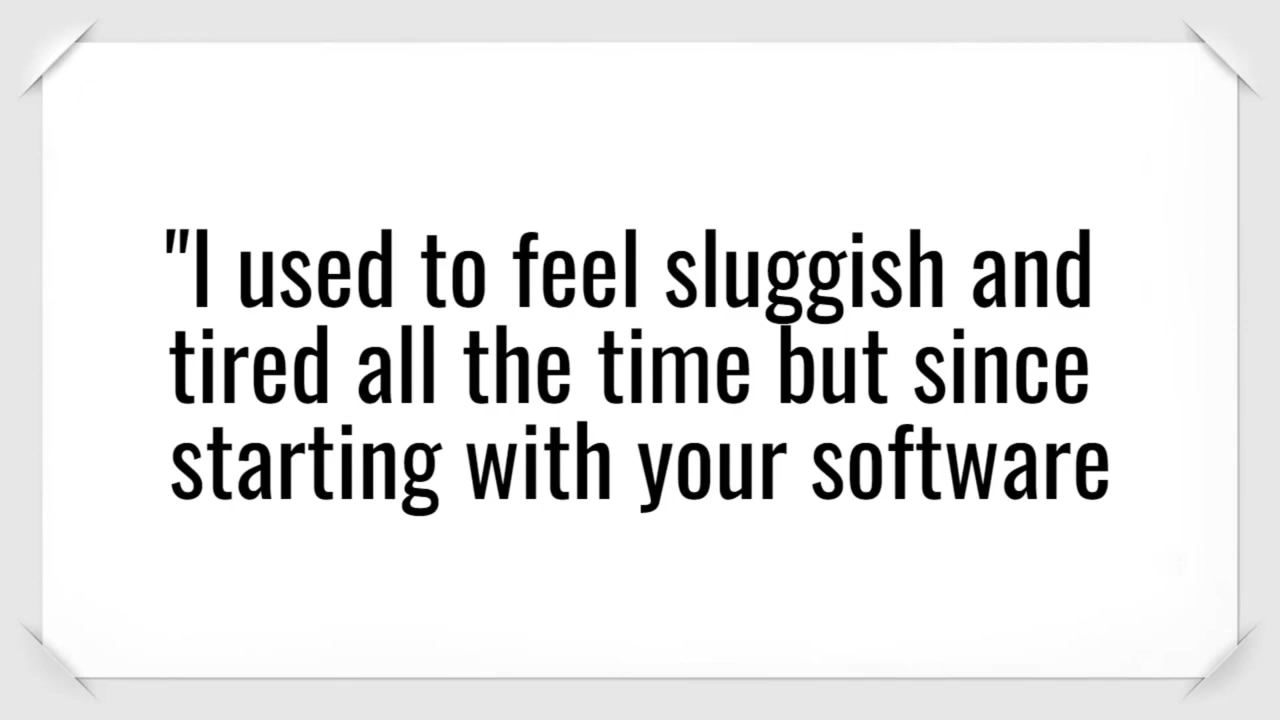 "I used to feel sluggish and
tired all the time but since
starting with your software